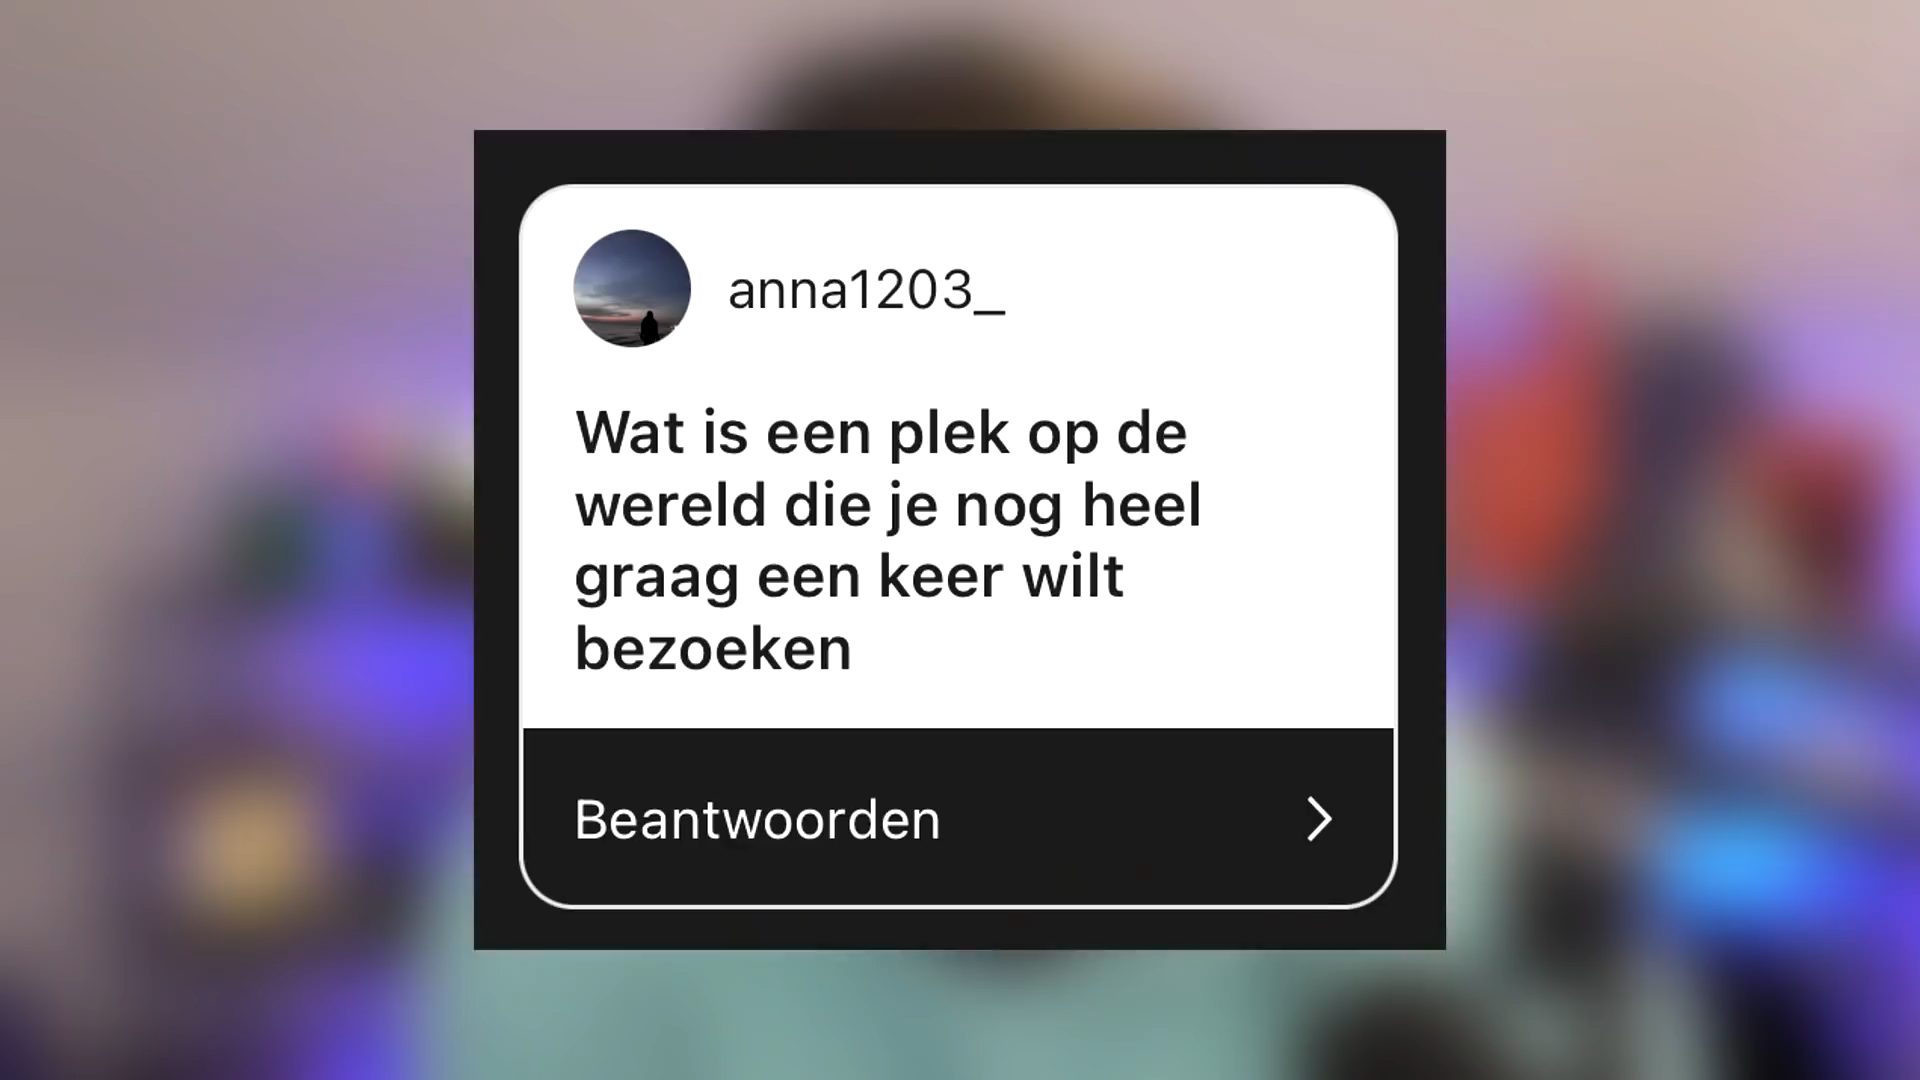 anna1203_
Wat is een plek op de
wereld die je nog heel
graag een keer wilt
bezoeken
Beantwoorden